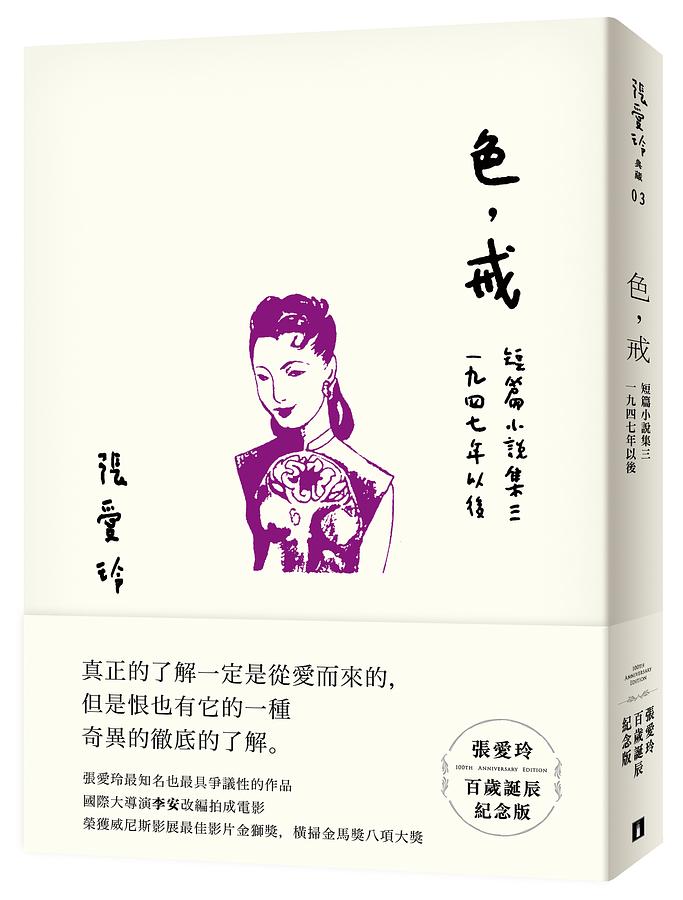 色,戒
短篇小說集三
一九四七年以後
張愛玲
真正的了解一定是從愛而來的,
但是恨也有它的一種
奇異的徹底的了解。
張愛玲最知名也最具爭議性的作品
國際大導演李安改編拍成電影
榮獲威尼斯影展最佳影片金獅獎,橫掃金馬獎八項大獎
張愛玲
100TH ANNIVERSARY EDITION
百歲誕辰
紀念版
張愛玲典藏 03
色,戒
短篇小說集三
一九四七年以後
100TH
ANNIVERSARY
EDITION
張愛玲
百歲誕辰
紀念版